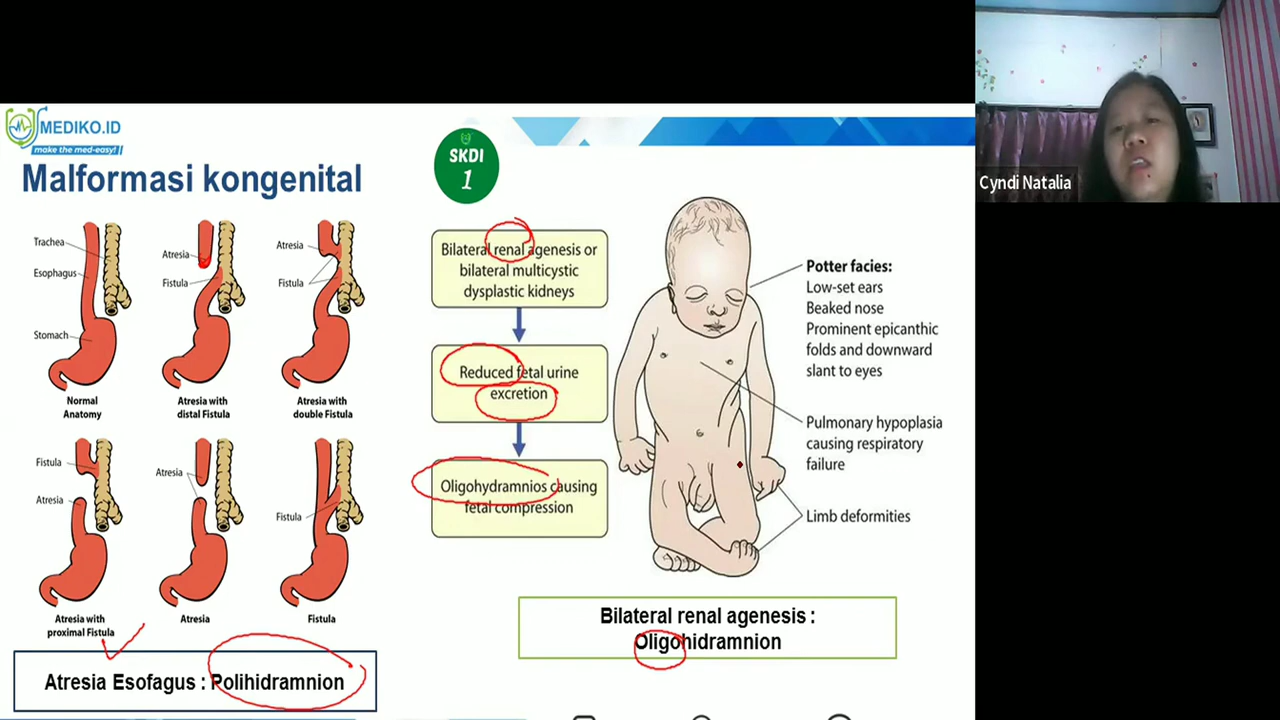 MEDIKO.ID
make the med-easy!
Malformasi kongenital
SKDI
1
Trachea
Esophagus
Stomach
Normal
Anatomy
Atresia
Fistula
Atresia with
distal Fistula
Atresia
Fistula
Atresia with
double Fistula
Fistula
Atresia
Atresia with
proximal Fistula
Atresia
Atresia
Fistula
Fistula
Atresia Esofagus : Polihidramnion
Bilateral renal agenesis or
bilateral multicystic
dysplastic kidneys
Reduced fetal urine
excretion
Oligohydramnios causing
fetal compression
Potter facies:
Low-set ears
Beaked nose
Prominent epicanthic
folds and downward
slant to eyes
Pulmonary hypoplasia
causing respiratory
failure
Limb deformities
Bilateral renal agenesis :
Oligohidramnion
Cyndi Natalia